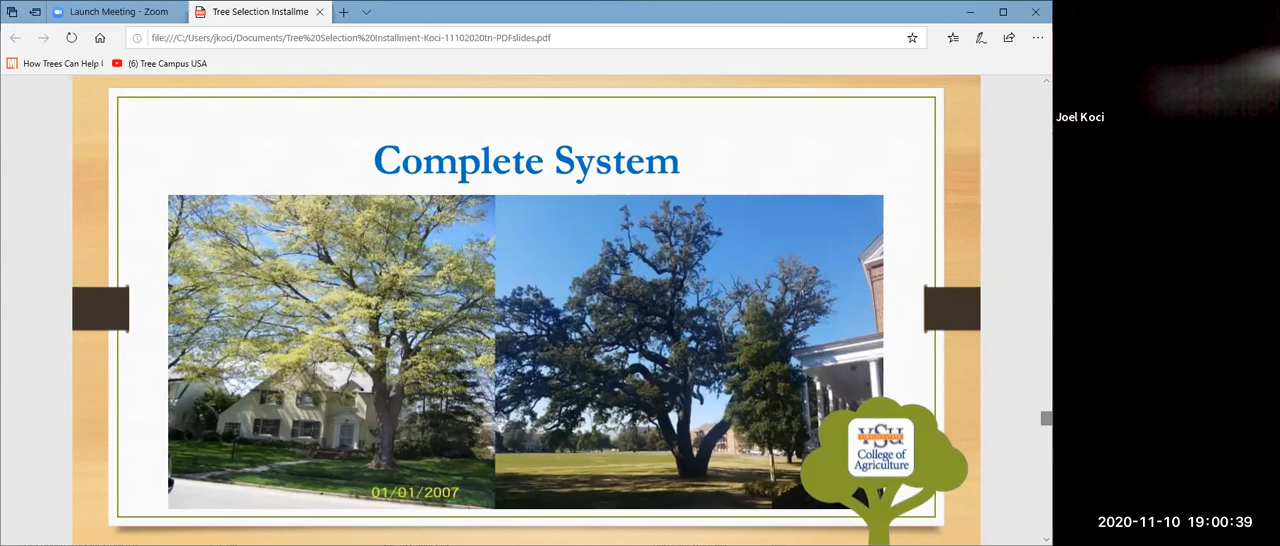 Launch Meeting - Zoom
Tree Selection Installme
file:///C:/Users/jkoci/Documents/Tree%20Selection%20Installment-Koci-11102020tn-PDFslides.pdf
How Trees Can Help
(6) Tree Campus USA
Joel Koci
Complete System
01/01/2007
VSU
College of
Agriculture
2020-11-10 19:00:39